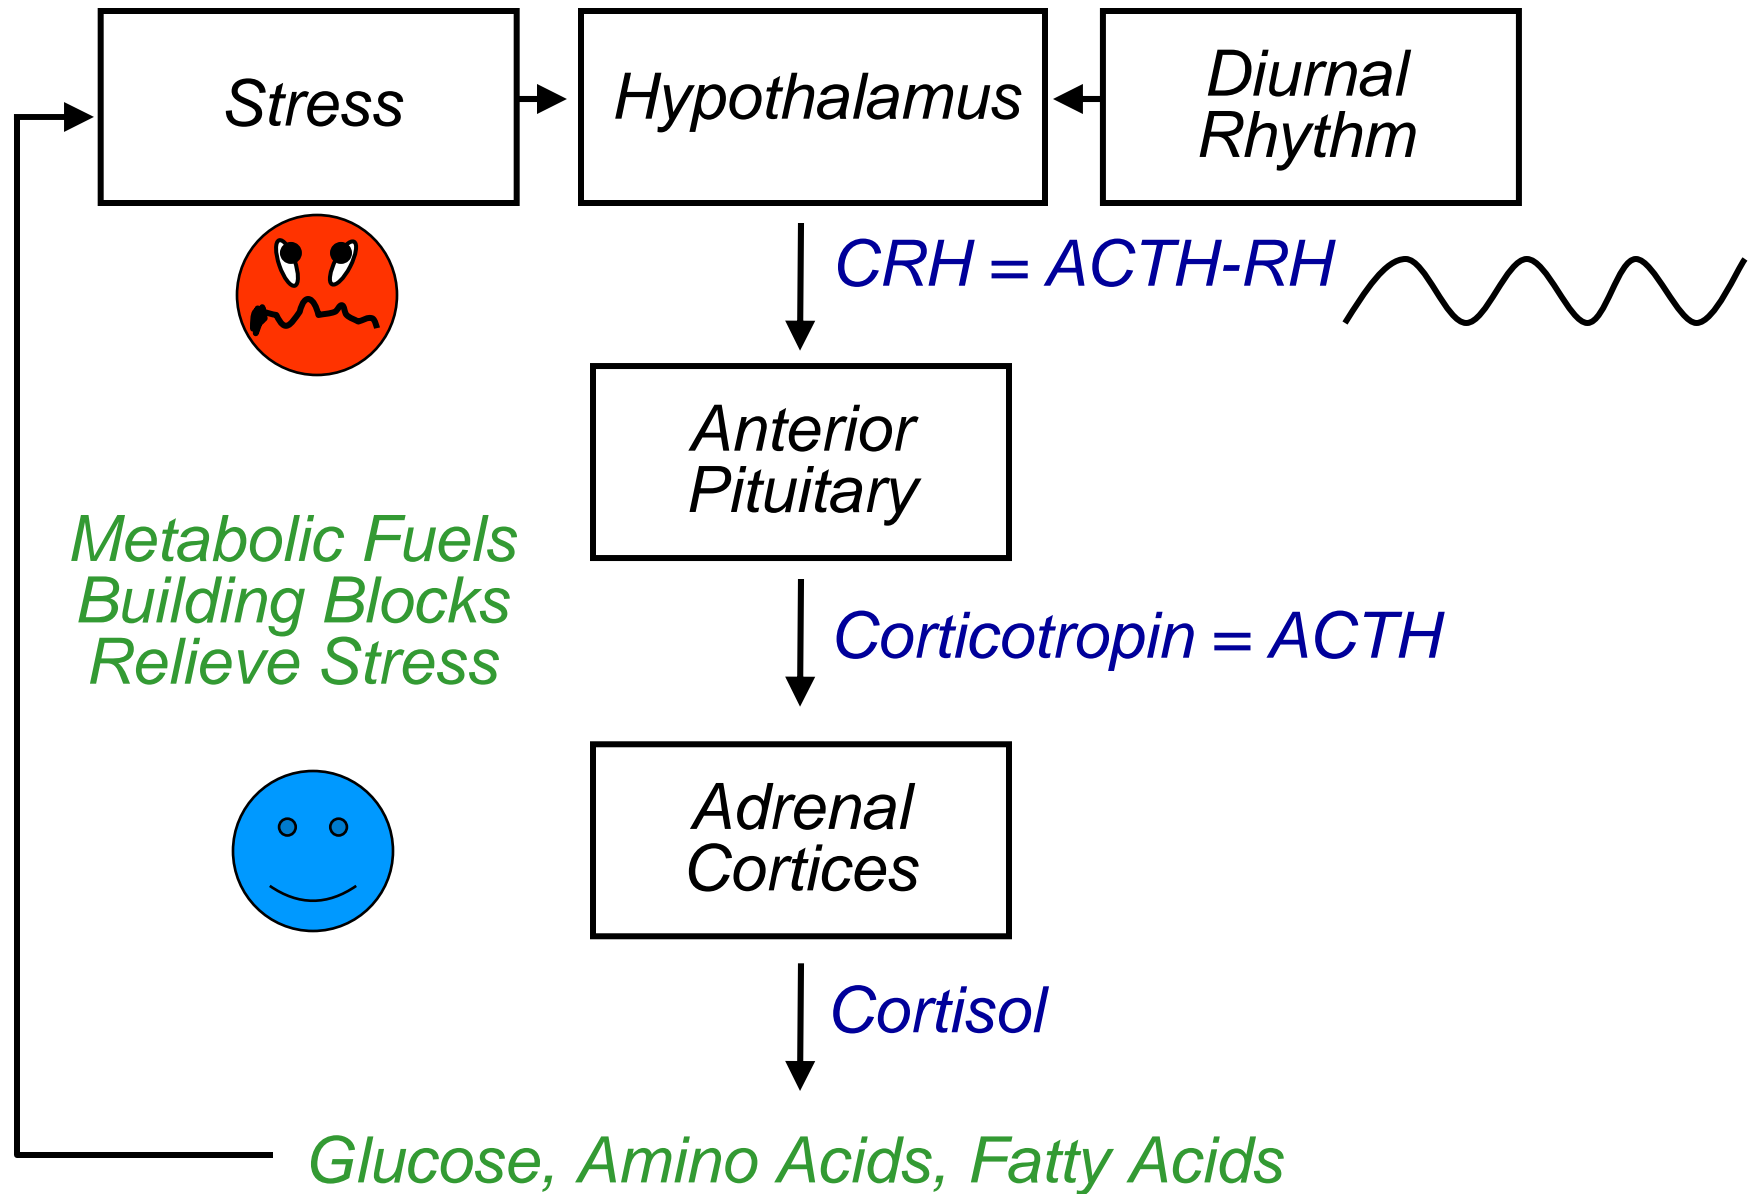 Stress
Hypothalamus
Diurnal
Rhythm
CRH = ACTH-RH
Anterior
Pituitary
Metabolic Fuels
Building Blocks
Relieve Stress
Corticotropin = ACTH
Adrenal
Cortices
Cortisol
Glucose, Amino Acids, Fatty Acids